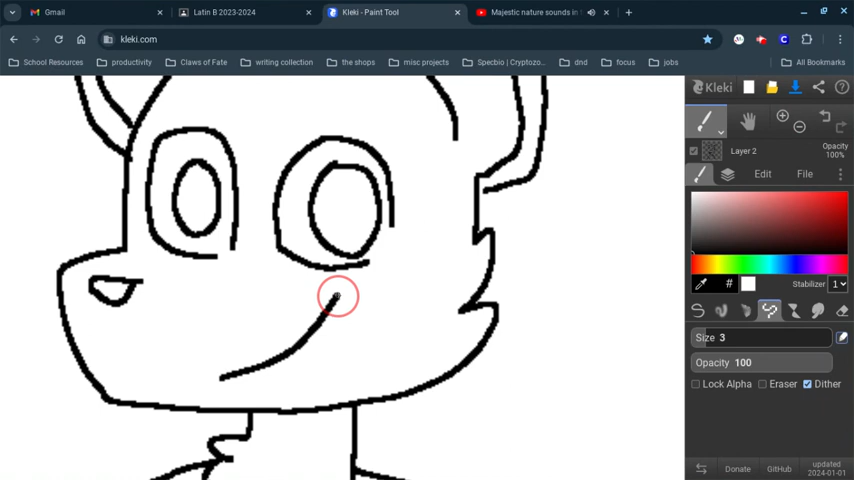 Gmail
Latin B 2023-2024
Kleki - Paint Tool
Majestic nature sounds in
kleki.com
School Resources
productivity
Claws of Fate
writing collection
the shops
misc projects
Specbio | Cryptozo...
dnd
focus
jobs
All Bookmarks
Kleki
Layer 2
Opacity
100%
Edit
File
#
Stabilizer 1
Size 3
Opacity 100
Lock Alpha
Eraser
Dither
Donate
GitHub
updated
2024-01-01